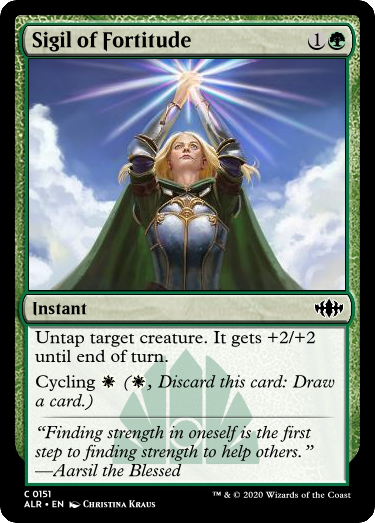 Sigil of Fortitude 1
Instant
Untap target creature. It gets +2/+2
until end of turn.
Cycling (, Discard this card: Draw
a card.)
“Finding strength in oneself is the first
step to finding strength to help others.”
—Aarsil the Blessed
C 0151
ALR • EN Christina Kraus
™ & © 2020 Wizards of the Coast